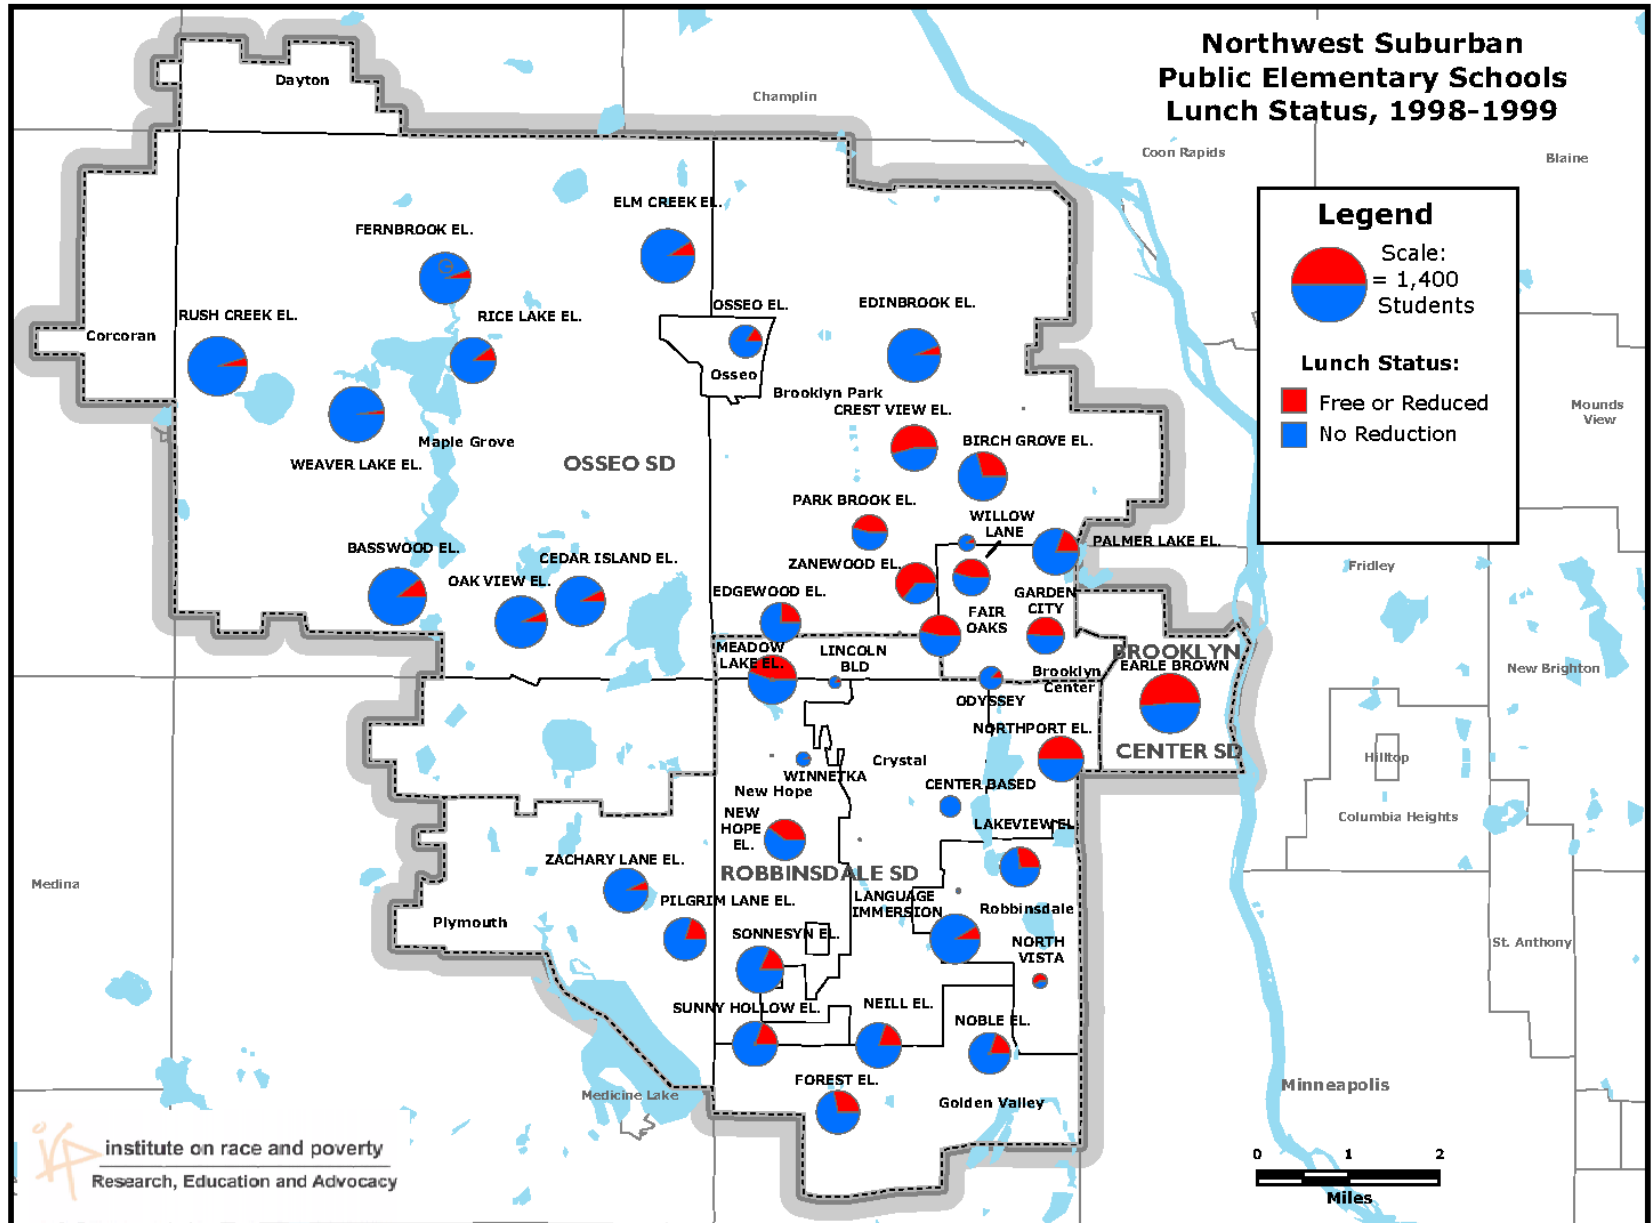 Northwest Suburban
Public Elementary Schools
Lunch Status, 1998-1999
Dayton
Champlin
Coon Rapids
Blaine
Legend
Scale:
= 1,400
Students
Lunch Status:
Free or Reduced
No Reduction
ELM CREEK EL.
FERNBROOK EL.
OSSEO EL.
EDINBROOK EL.
RUSH CREEK EL.
RICE LAKE EL.
Corcoran
Osseo
Brooklyn Park
CREST VIEW EL.
Mounds
View
Maple Grove
BIRCH GROVE EL.
WEAVER LAKE EL.
OSSEO SD
PARK BROOK EL.
WILLOW
LANE
PALMER LAKE EL.
BASSWOOD EL.
CEDAR ISLAND EL.
ZANEWOOD EL.
Fridley
OAK VIEW EL.
EDGEWOOD EL.
GARDEN
CITY
FAIR
OAKS
MEADOW
LAKE EL.
LINCOLN
BLD
BROOKLYN
EARLE BROWN
New Brighton
Brooklyn
Center
ODYSSEY
NORTHPORT EL.
CENTER SD
Crystal
Hilltop
WINNETKA
New Hope
CENTER BASED
NEW
HOPE
EL.
LAKEVIEW EL.
Columbia Heights
ZACHARY LANE EL.
ROBBINSDALE SD
Medina
PILGRIM LANE EL.
LANGUAGE
IMMERSION
Robbinsdale
Plymouth
SONNESYN EL.
NORTH
VISTA
St. Anthony
SUNNY HOLLOW EL.
NEILL EL.
NOBLE EL.
FOREST EL.
Minneapolis
Medicine Lake
Golden Valley
institute on race and poverty
Research, Education and Advocacy
0 1 2
Miles